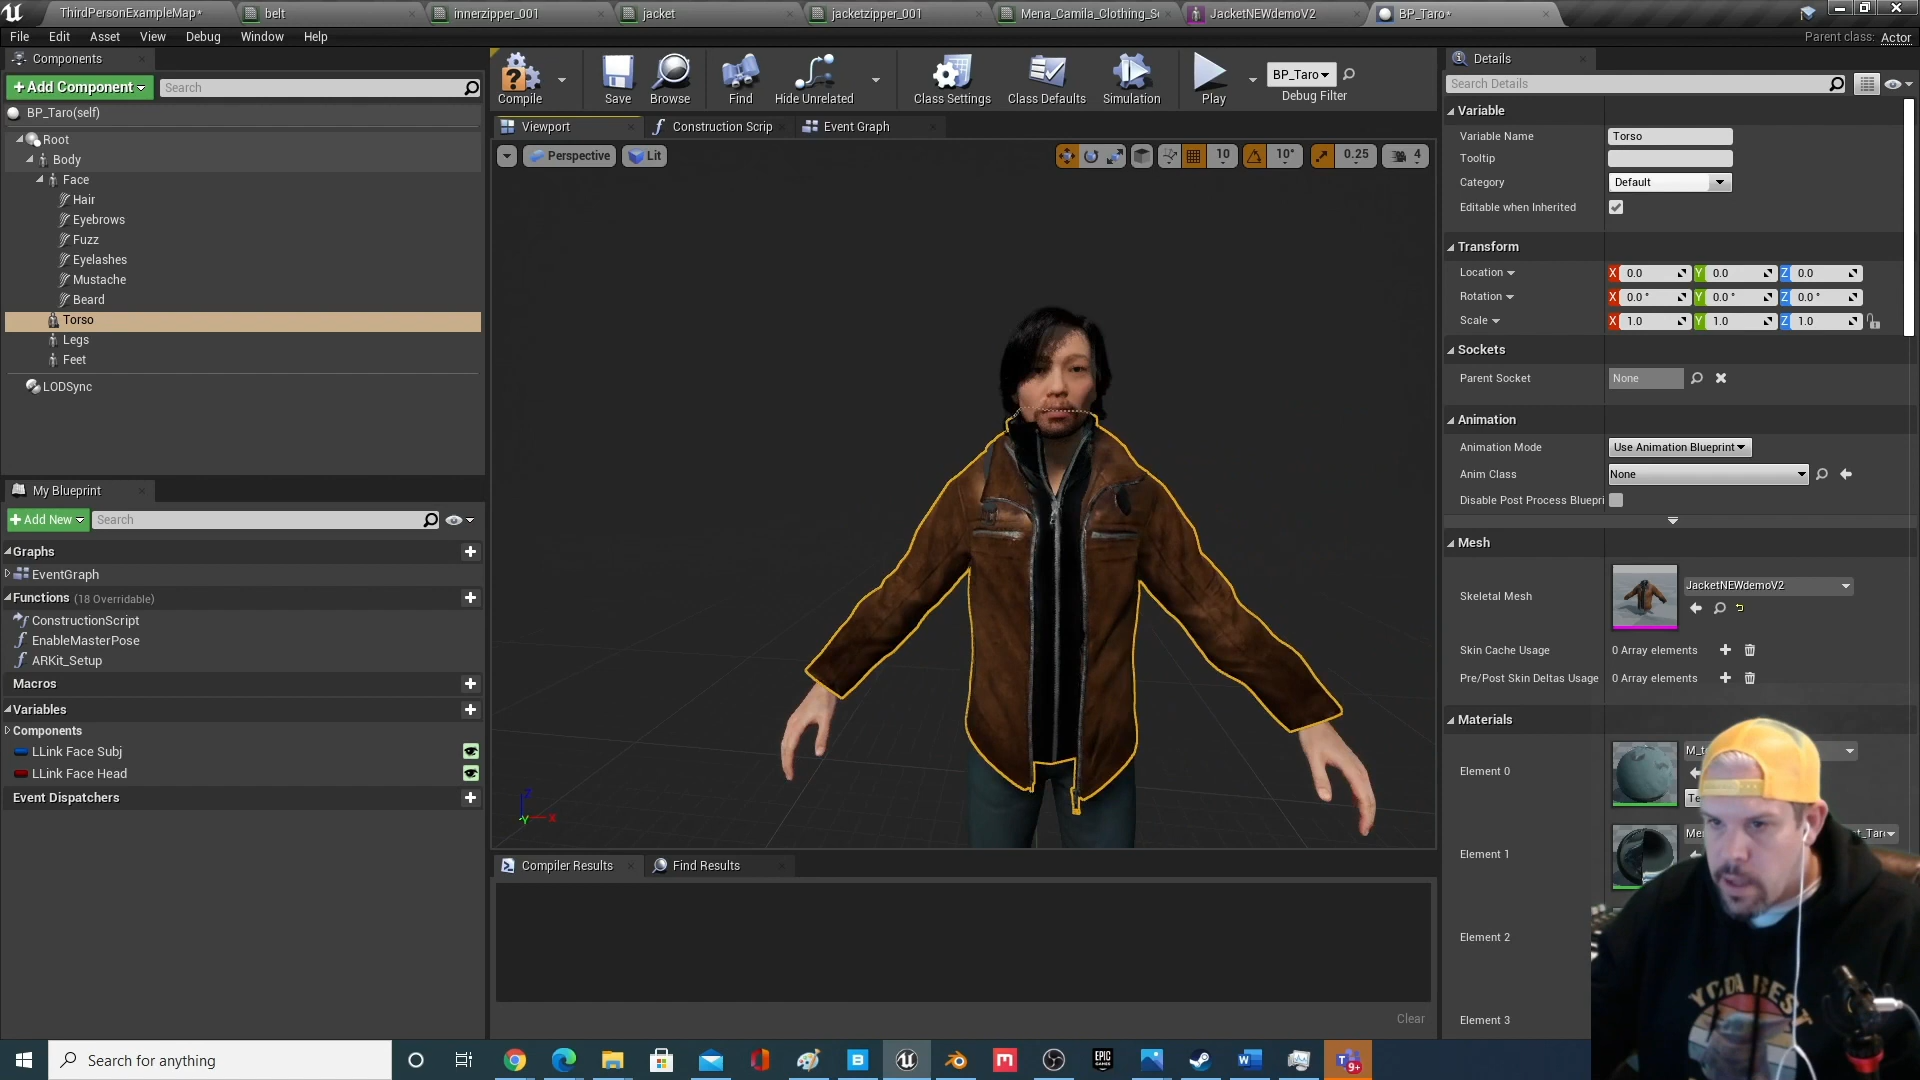 ThirdPersonExampleMap*
belt
innerzipper_001
jacket
jacketzipper_001
Mena_Camila_Clothing_S
JacketNEWdemoV2
BP_Taro*
File Edit Asset View Debug Window Help
Parent class: Actor
Components
+ Add Component
Search
BP_Taro(self)
Root
Body
Face
Hair
Eyebrows
Fuzz
Eyelashes
Mustache
Beard
Torso
Legs
Feet
LODSync
My Blueprint
+ Add New
Search
Graphs
EventGraph
Functions (18 Overridable)
ConstructionScript
EnableMasterPose
ARKit_Setup
Macros
Variables
Components
LLink Face Subj
LLink Face Head
Event Dispatchers
Compile
Save
Browse
Find
Hide Unrelated
Class Settings
Class Defaults
Simulation
Play
BP_Taro
Debug Filter
Viewport
Construction Scrip
Event Graph
Perspective
Lit
10
10°
0.25
4
Z
Y
X
Compiler Results
Find Results
Clear
Details
Search Details
Variable
Variable Name Torso
Tooltip
Category Default
Editable when Inherited
Transform
Location X 0.0 Y 0.0 Z 0.0
Rotation X 0.0 ° Y 0.0 ° Z 0.0 °
Scale X 1.0 Y 1.0 Z 1.0
Sockets
Parent Socket None
Animation
Animation Mode Use Animation Blueprint
Anim Class None
Disable Post Process Bluepri
Mesh
Skeletal Mesh JacketNEWdemoV2
Skin Cache Usage 0 Array elements
Pre/Post Skin Deltas Usage 0 Array elements
Materials
Element 0
Te
Element 1
Element 2
Element 3
YODA BEST
Search for anything
EPIC GAMES
9+